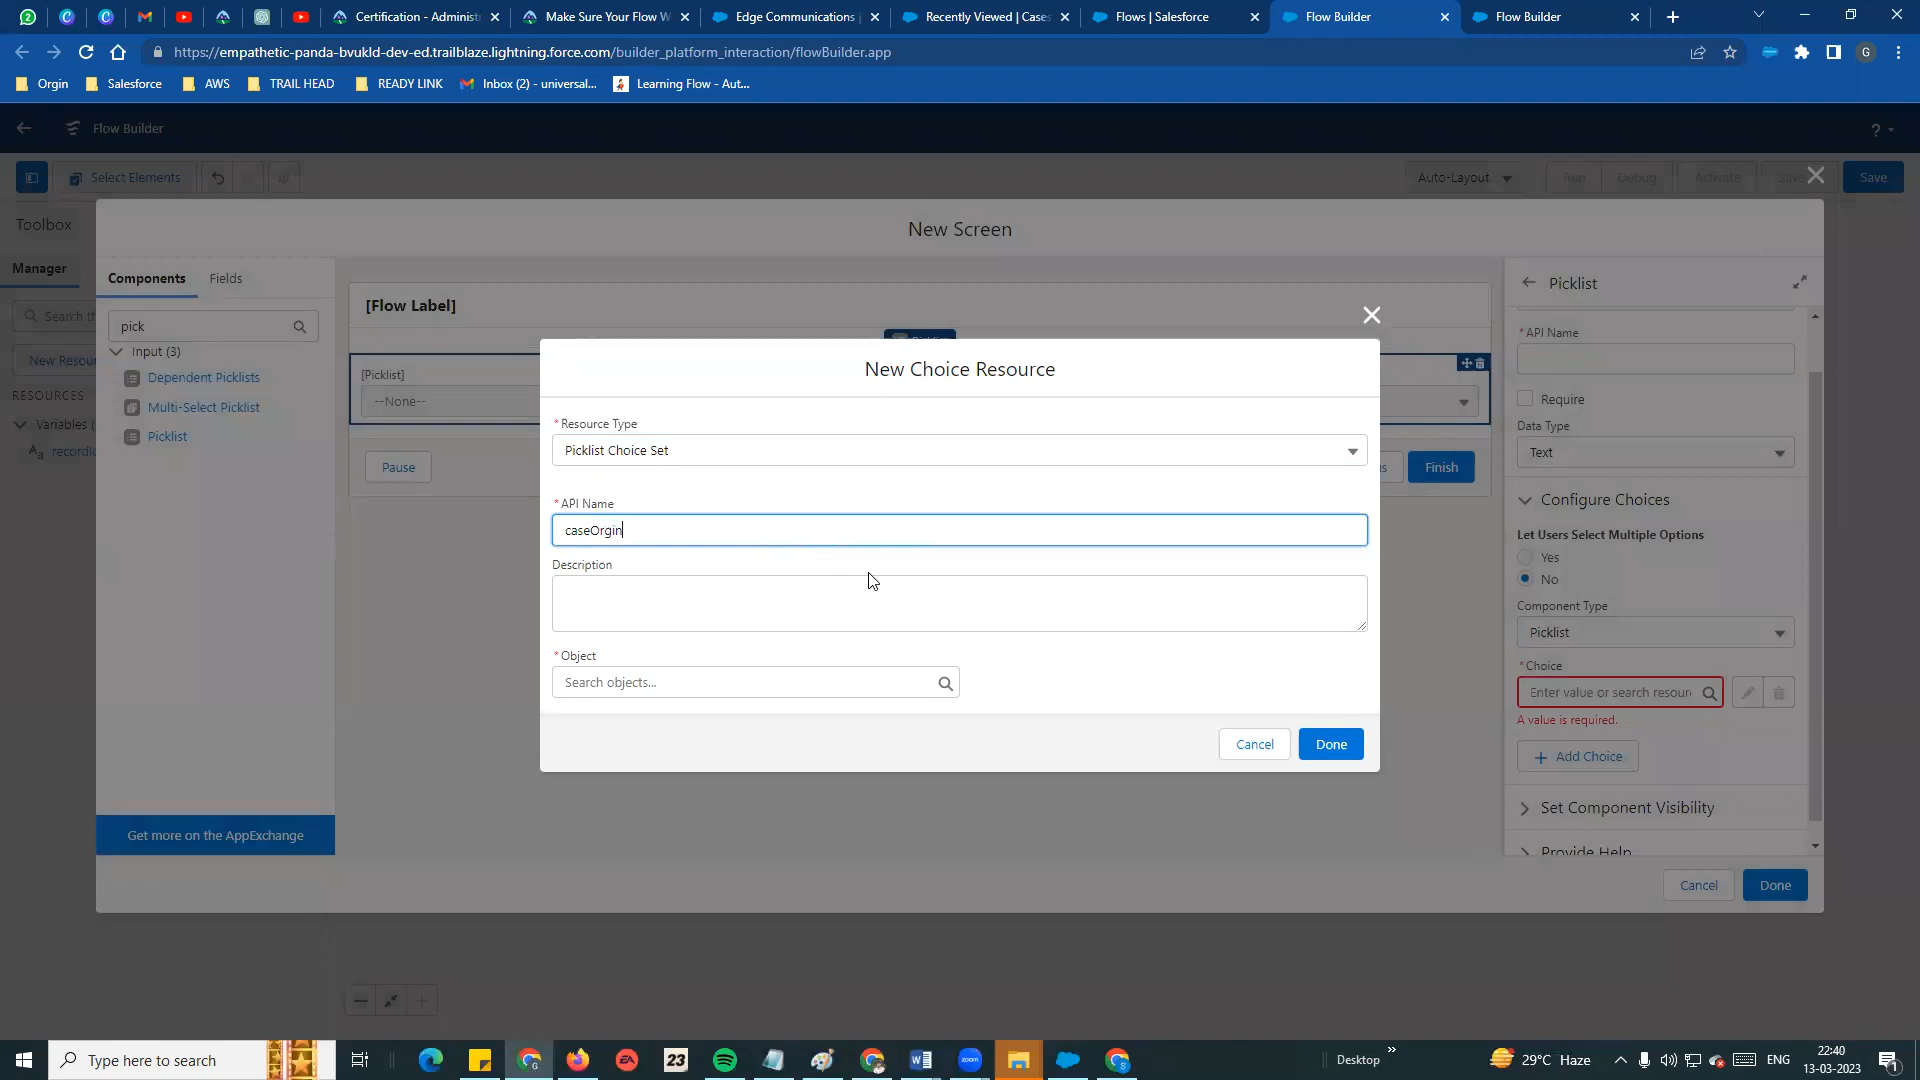 Certification - Administ
Make Sure Your Flow W
Edge Communications
Recently Viewed | Case
Flows | Salesforce
Flow Builder
Flow Builder
https://empathetic-panda-bvukld-dev-ed.trailblaze.lightning.force.com/builder_platform_interaction/flowBuilder.app
G
Orgin
Salesforce
AWS
TRAIL HEAD
READY LINK
Inbox (2) - universal...
Learning Flow - Aut...
Flow Builder
?
Select Elements
Auto-Layout
Run
Debug
Activate
Save
Save
Toolbox
New Screen
Manager
Components
Fields
Picklist
[Flow Label]
Search th
pick
Input (3)
New Resour
Dependent Picklists
RESOURCES
Multi-Select Picklist
Variables (
Picklist
recordId
[Picklist]
--None--
Pause
Finish
*API Name
Require
Data Type
Text
Configure Choices
Let Users Select Multiple Options
Yes
No
Component Type
Picklist
*Choice
Enter value or search resour
A value is required.
Add Choice
Set Component Visibility
Provide Help
New Choice Resource
*Resource Type
Picklist Choice Set
*API Name
caseOrgin
Description
*Object
Search objects...
Cancel
Done
Get more on the AppExchange
Cancel
Done
Type here to search
23
Desktop
29°C Haze
ENG
22:40
13-03-2023
1